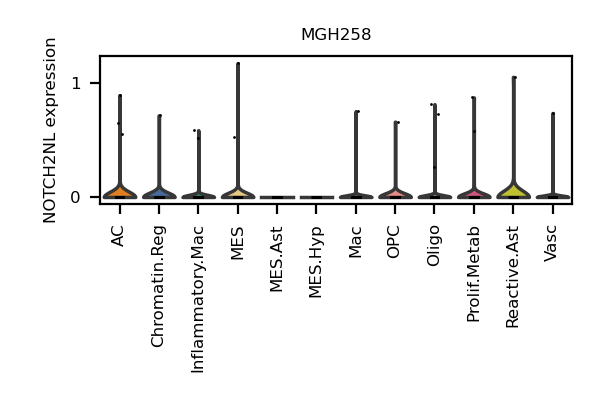 MGH258
NOTCH2NL expression
1
0
AC
Chromatin.Reg
Inflammatory.Mac
MES
MES.Ast
MES.Hyp
Mac
OPC
Oligo
Prolif.Metab
Reactive.Ast
Vasc